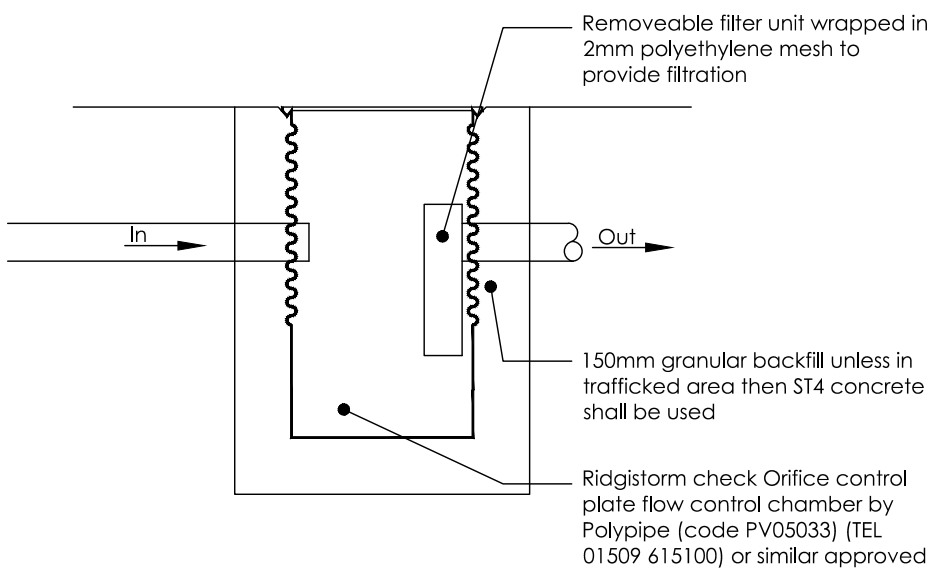 Removeable filter unit wrapped in
2mm polyethylene mesh to
provide filtration
In
Out
150mm granular backfill unless in
trafficked area then ST4 concrete
shall be used
Ridgistorm check Orifice control
plate flow control chamber by
Polypipe (code PV05033) (TEL
01509 615100) or similar approved